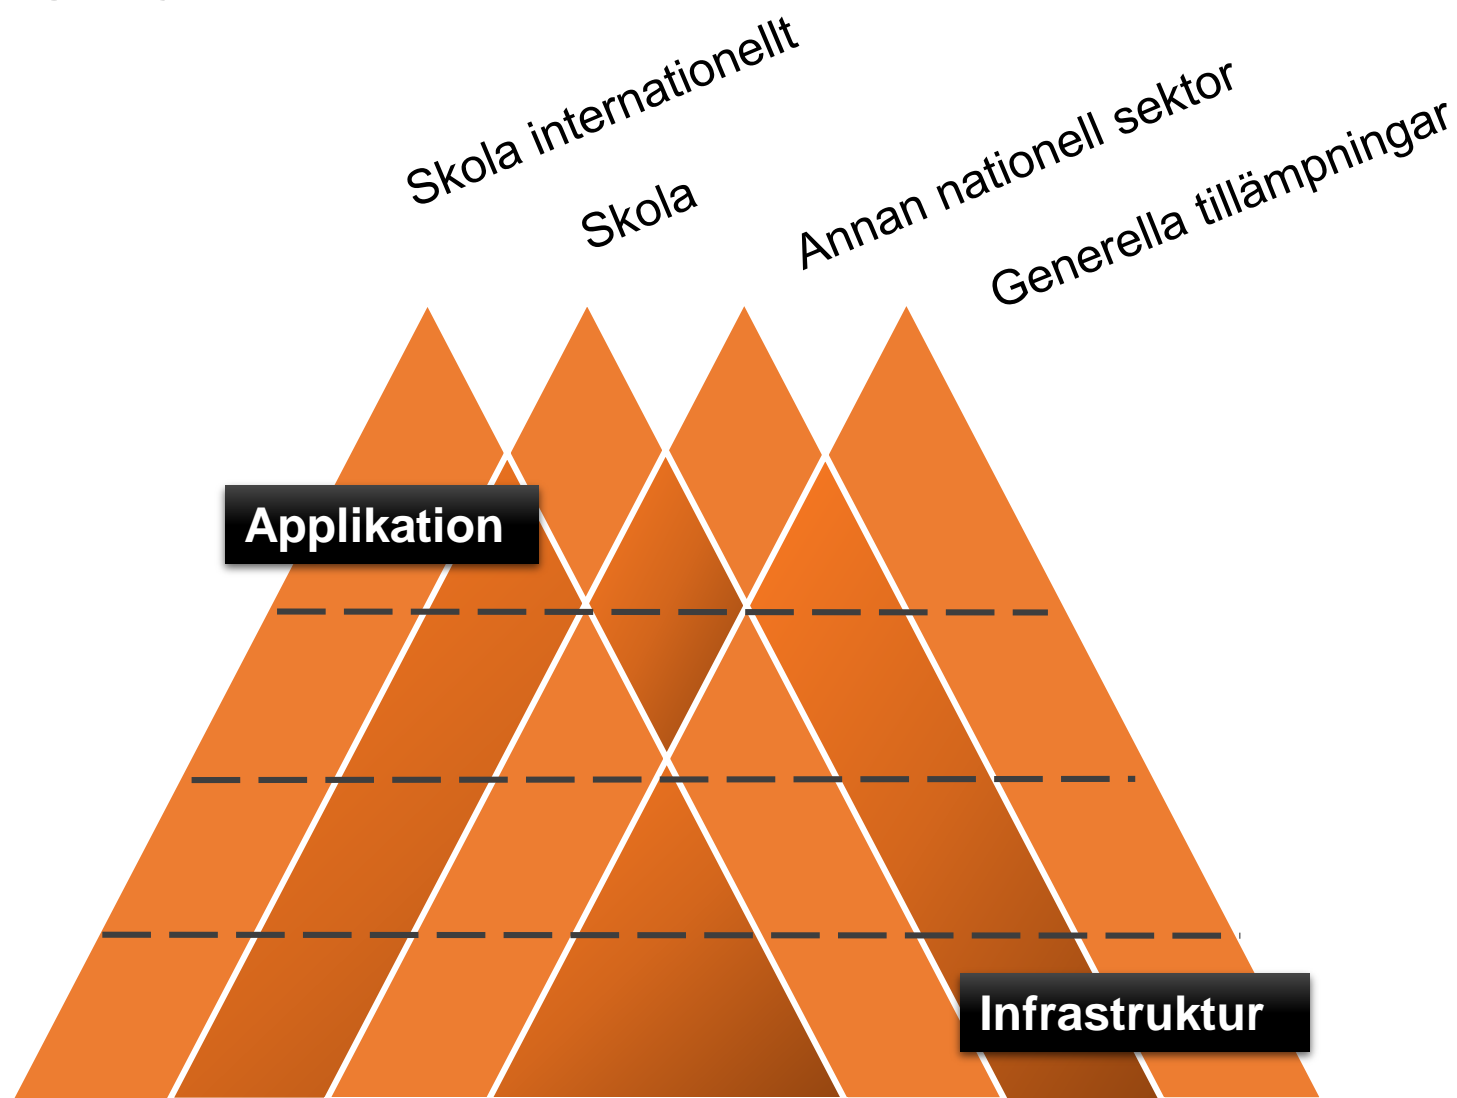 Skola internationellt
Skola
Annan nationell sektor
Generella tillämpningar
Applikation
Infrastruktur